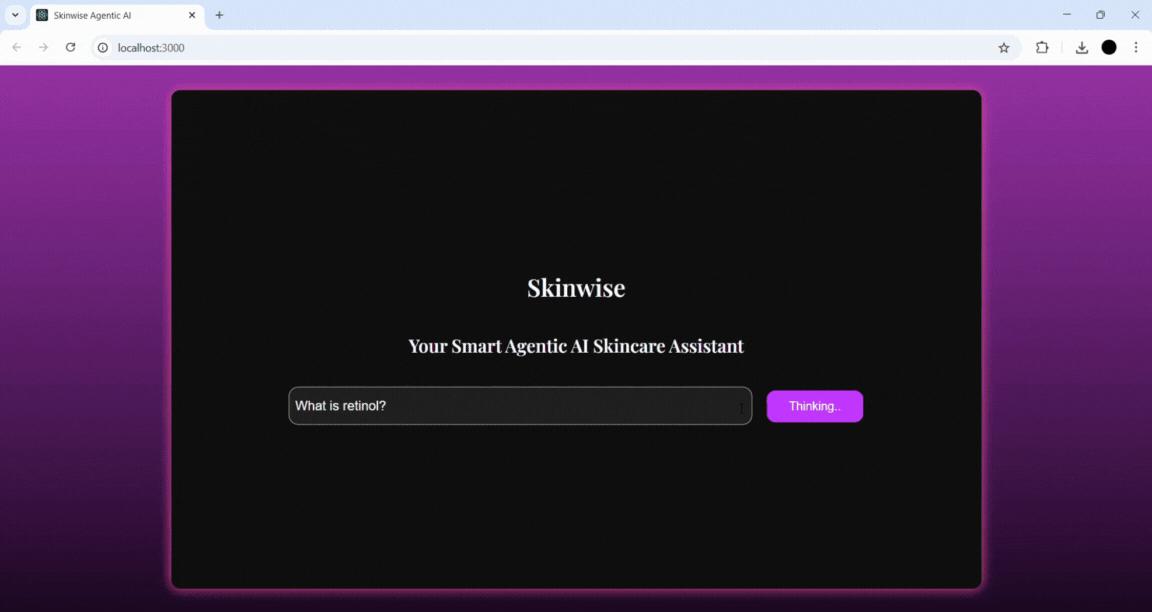 Skinwise Agentic AI
localhost:3000
Skinwise
Your Smart Agentic AI Skincare Assistant
What is retinol?
Thinking..